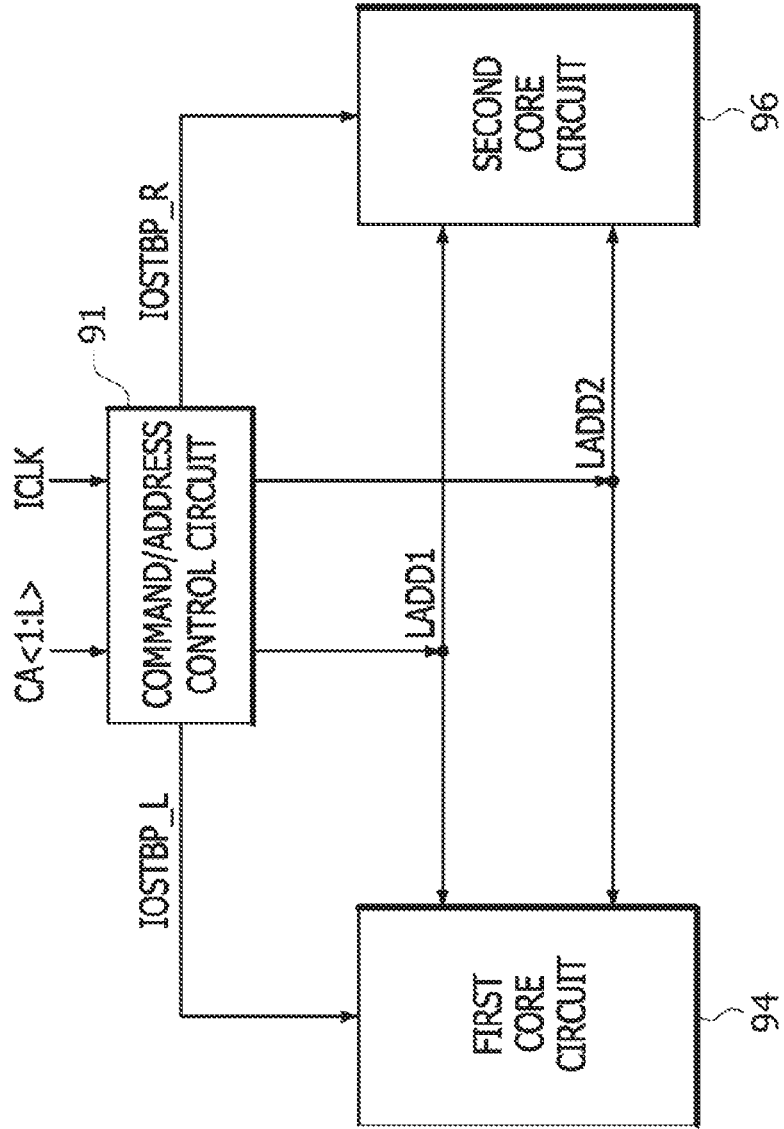 CA<1:L>
ICLK
91
COMMAND/ADDRESS
CONTROL CIRCUIT
IOSTBP_L
IOSTBP_R
LADD1
LADD2
FIRST
CORE
CIRCUIT
94
SECOND
CORE
CIRCUIT
96